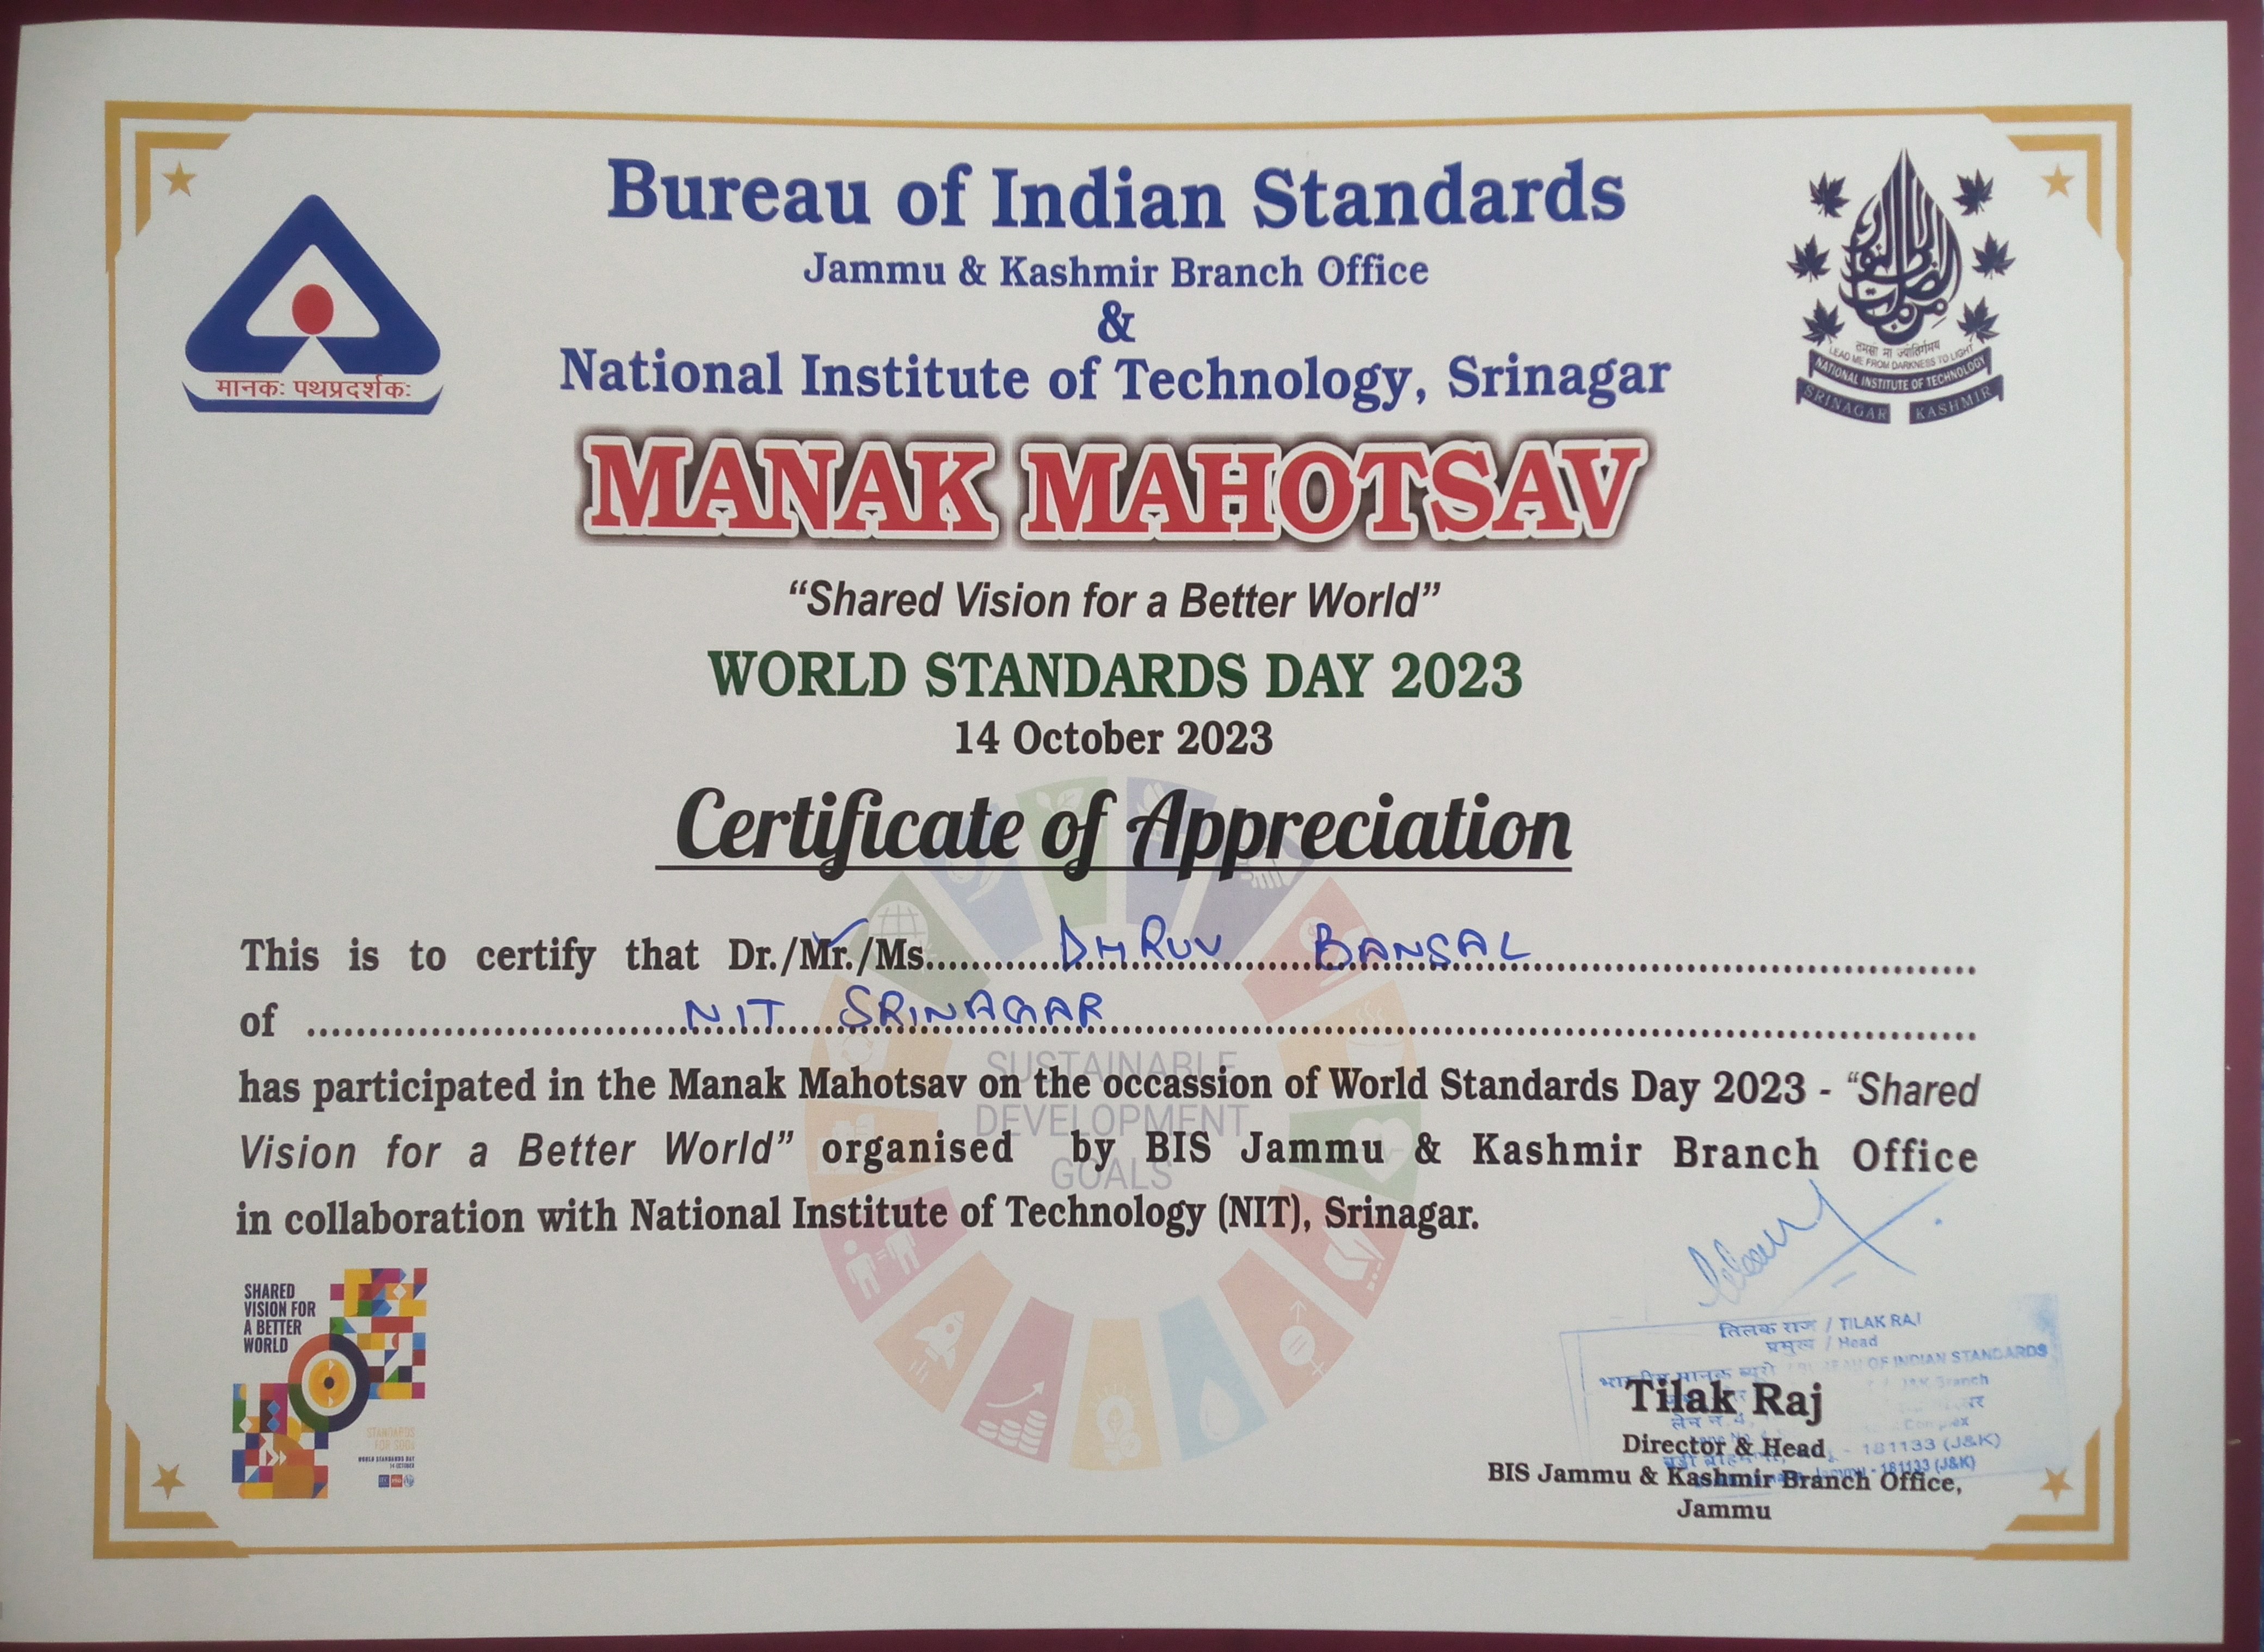 Bureau of Indian Standards
Jammu & Kashmir Branch Office
&
National Institute of Technology, Srinagar
मानक: पथप्रदर्शक:
तमसो मा ज्योतिर्गमय
LEAD ME FROM DARKNESS TO LIGHT
NATIONAL INSTITUTE OF TECHNOLOGY
SRINAGAR KASHMIR
MANAK MAHOTSAV
“Shared Vision for a Better World”
WORLD STANDARDS DAY 2023
14 October 2023
Certificate of Appreciation
This is to certify that Dr./Mr./Ms. DHRUV BANSAL
of NIT SRINAGAR
has participated in the Manak Mahotsav on the occassion of World Standards Day 2023 - “Shared
Vision for a Better World” organised by BIS Jammu & Kashmir Branch Office
in collaboration with National Institute of Technology (NIT), Srinagar.
SUSTAINABLE
DEVELOPMENT
GOALS
SHARED
VISION FOR
A BETTER
WORLD
STANDARDS
FOR SDGS
WORLD STANDARDS DAY
14 OCTOBER
तिलक राज / TILAK RAJ
प्रमुख / Head
भारतीय मानक ब्यूरो OF INDIAN STANDARDS
J&K Branch
लेन नं. 4,
Complex
- 181133 (J&K)
Jammu - 181133 (J&K)
Tilak Raj
Director & Head
BIS Jammu & Kashmir Branch Office,
Jammu